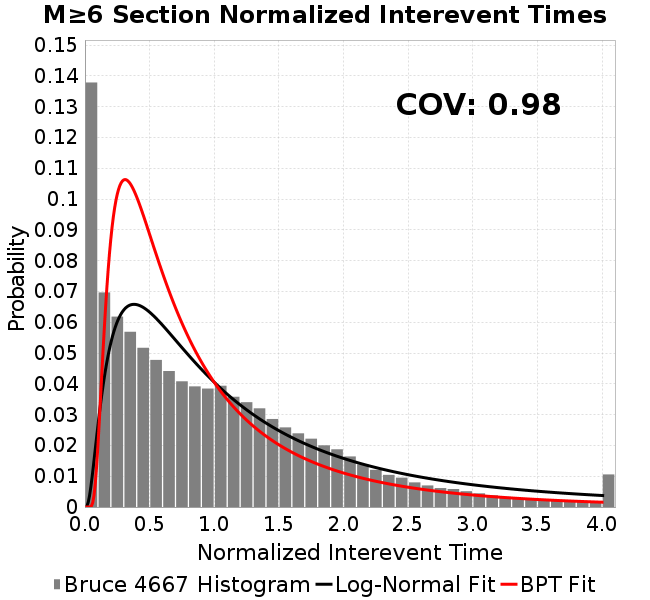 M≥6 Section Normalized Interevent Times
COV: 0.98
Probability
0.15
0.14
0.13
0.12
0.11
0.1
0.09
0.08
0.07
0.06
0.05
0.04
0.03
0.02
0.01
0
0.0 0.5 1.0 1.5 2.0 2.5 3.0 3.5 4.0
Normalized Interevent Time
Bruce 4667 Histogram Log-Normal Fit BPT Fit